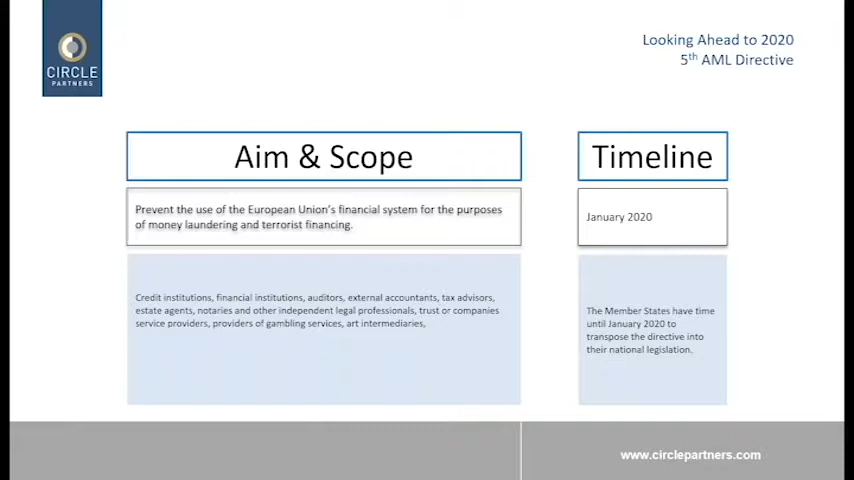 CIRCLE
PARTNERS
Looking Ahead to 2020
5th AML Directive
Aim & Scope
Timeline
Prevent the use of the European Union's financial system for the purposes
of money laundering and terrorist financing.
January 2020
Credit institutions, financial institutions, auditors, external accountants, tax advisors,
estate agents, notaries and other independent legal professionals, trust or companies
service providers, providers of gambling services, art intermediaries,
The Member States have time
until January 2020 to
transpose the directive into
their national legislation.
www.circlepartners.com